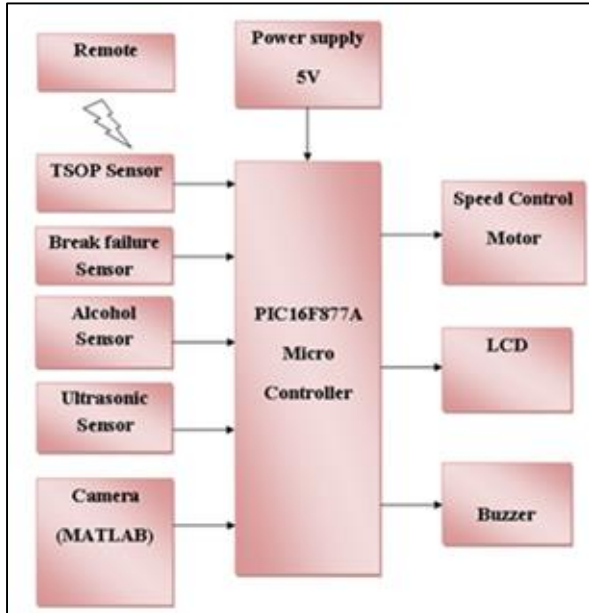 Remote
Power supply
5V
TSOP Sensor
Break failure
Sensor
Alcohol
Sensor
Ultrasonic
Sensor
Camera
(MATLAB)
PIC16F877A
Micro
Controller
Speed Control
Motor
LCD
Buzzer